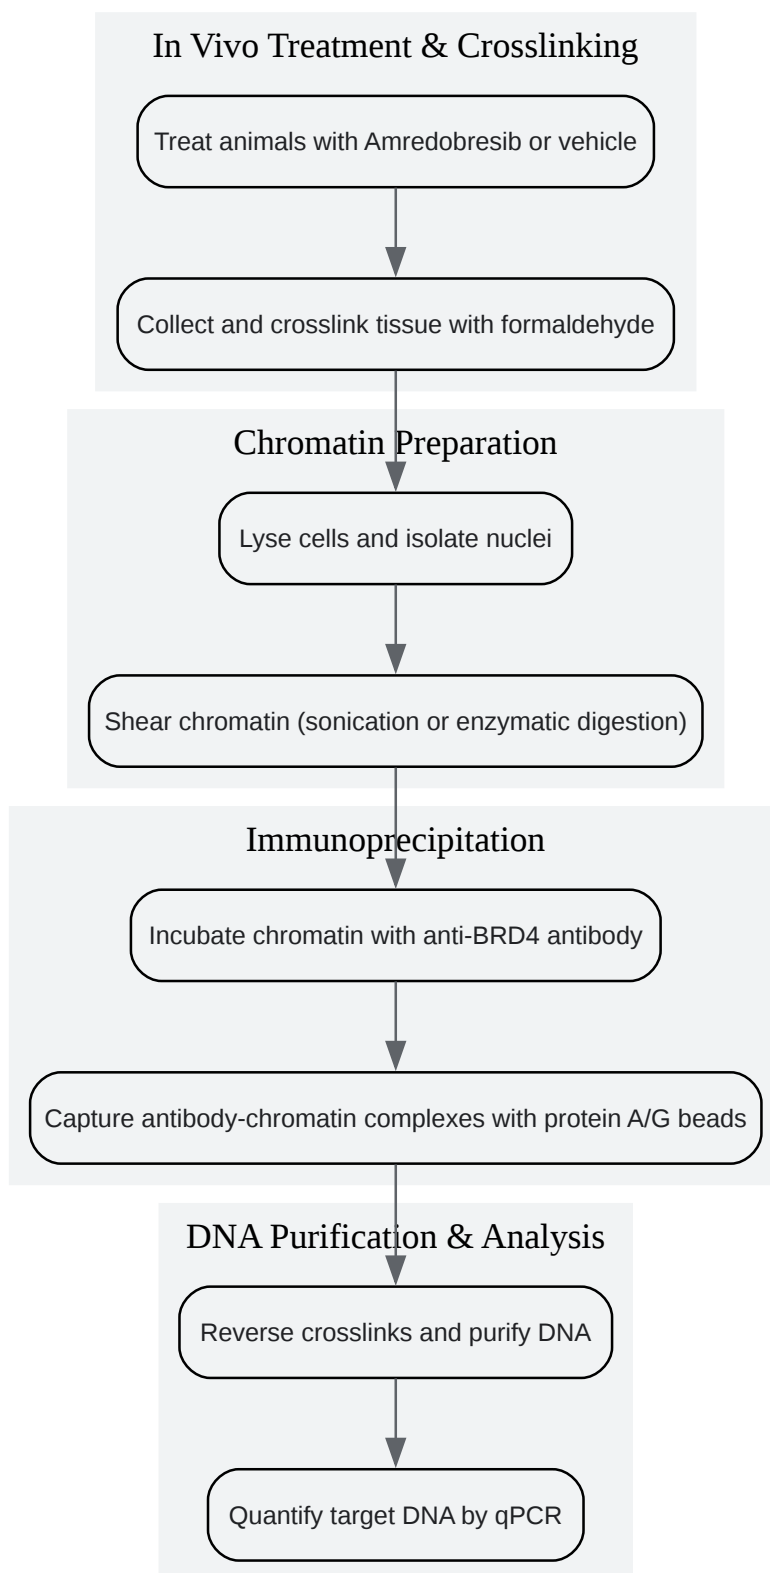 In Vivo Treatment & Crosslinking
Treat animals with Amredobresib or vehicle
Collect and crosslink tissue with formaldehyde
Chromatin Preparation
Lyse cells and isolate nuclei
Shear chromatin (sonication or enzymatic digestion)
Immunoprecipitation
Incubate chromatin with anti-BRD4 antibody
Capture antibody-chromatin complexes with protein A/G beads
DNA Purification & Analysis
Reverse crosslinks and purify DNA
Quantify target DNA by qPCR